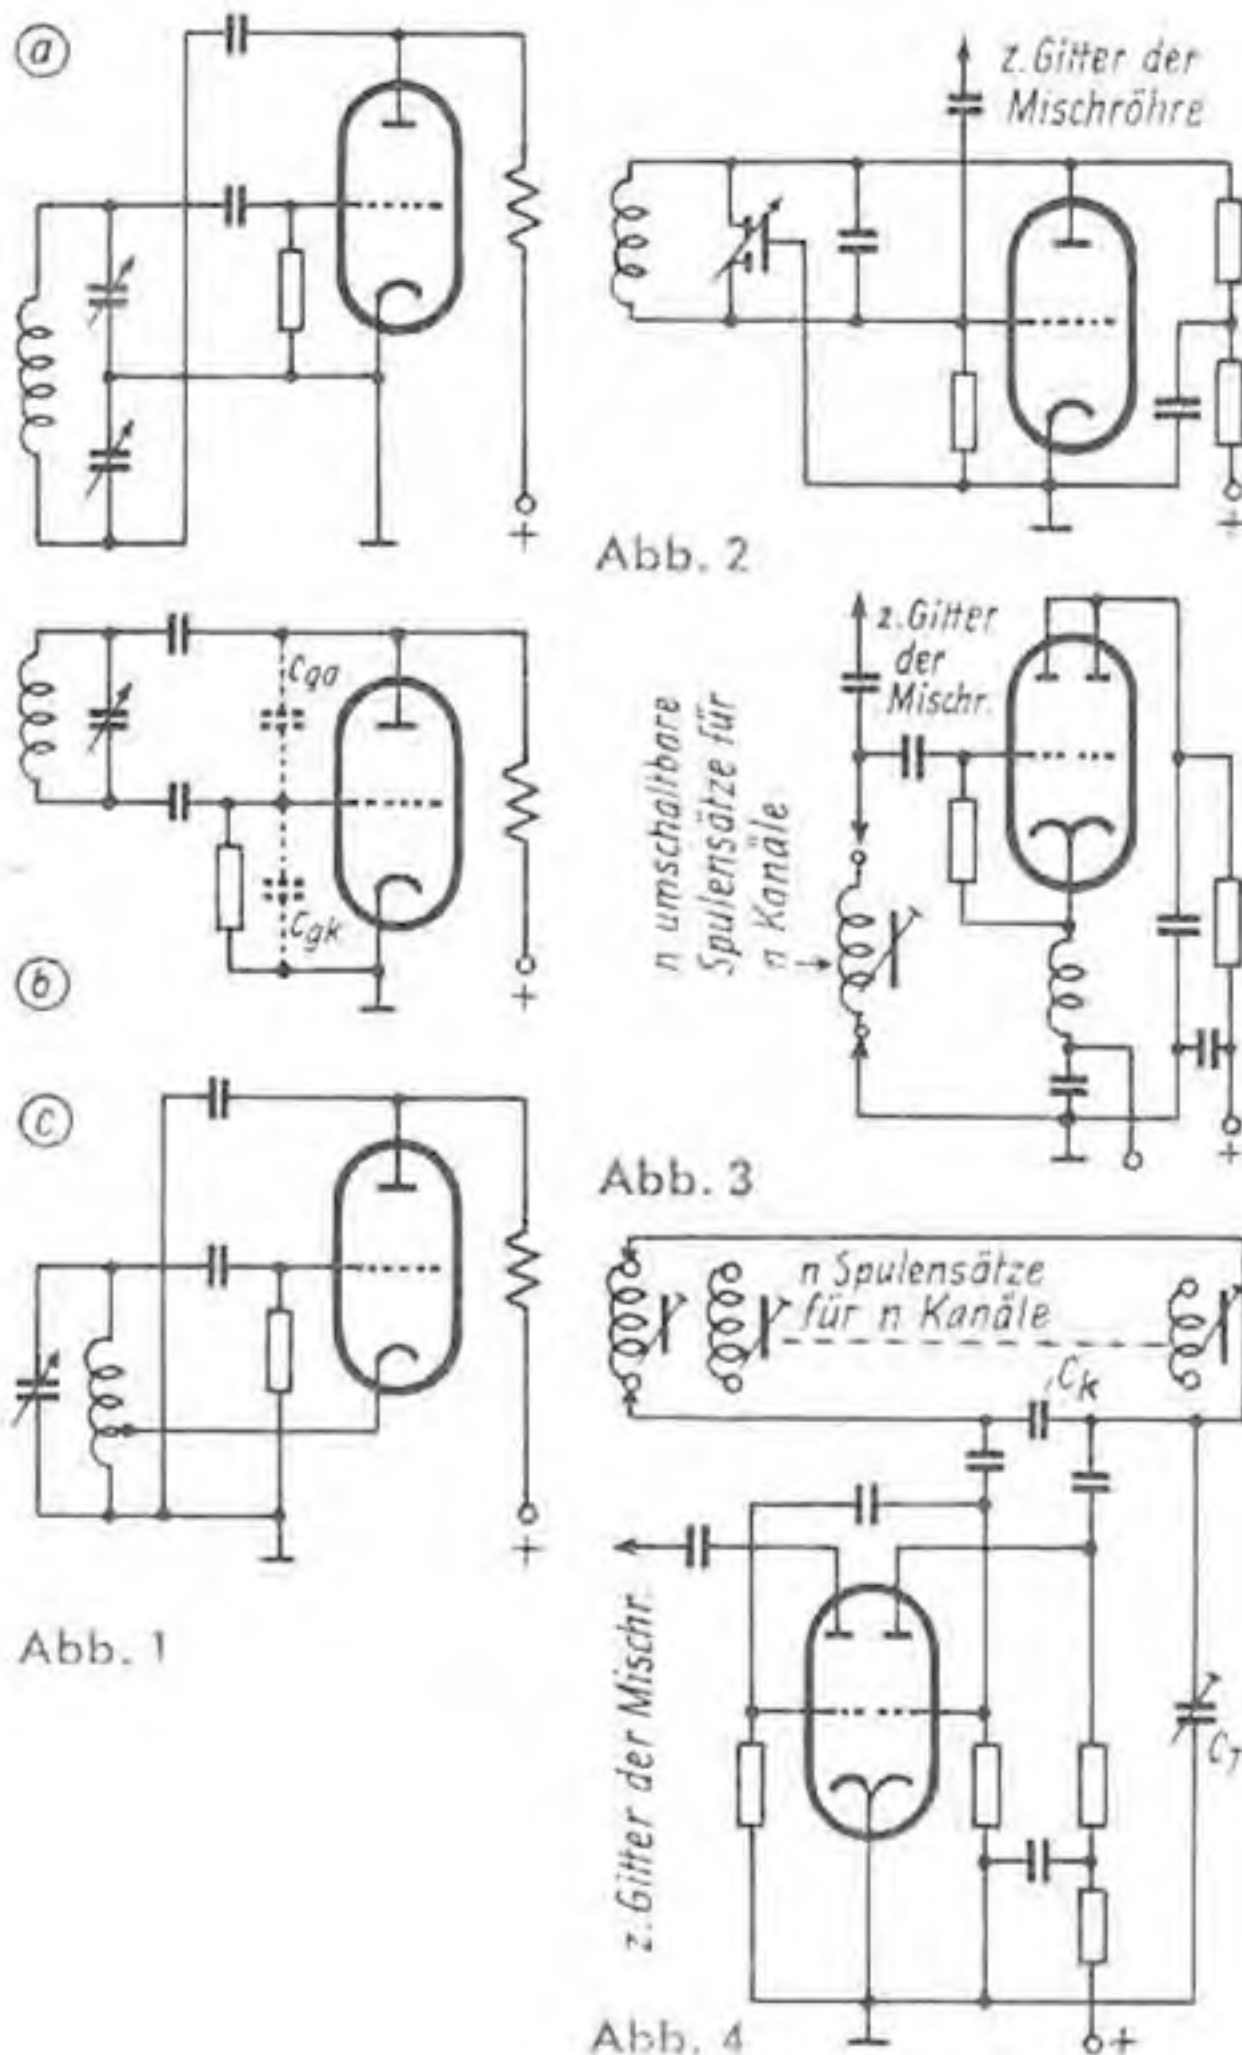 a
z. Gitter der
Mischröhre
+
+
Abb. 2
Cga
Cgk
b
+
z. Gitter
der
Mischr.
n umschaltbare
Spulensätze für
n Kanäle
+
Abb. 3
c
+
Abb. 1
n Spulensätze
für n Kanäle
Ck
z. Gitter der Mischr.
CT
+
Abb. 4